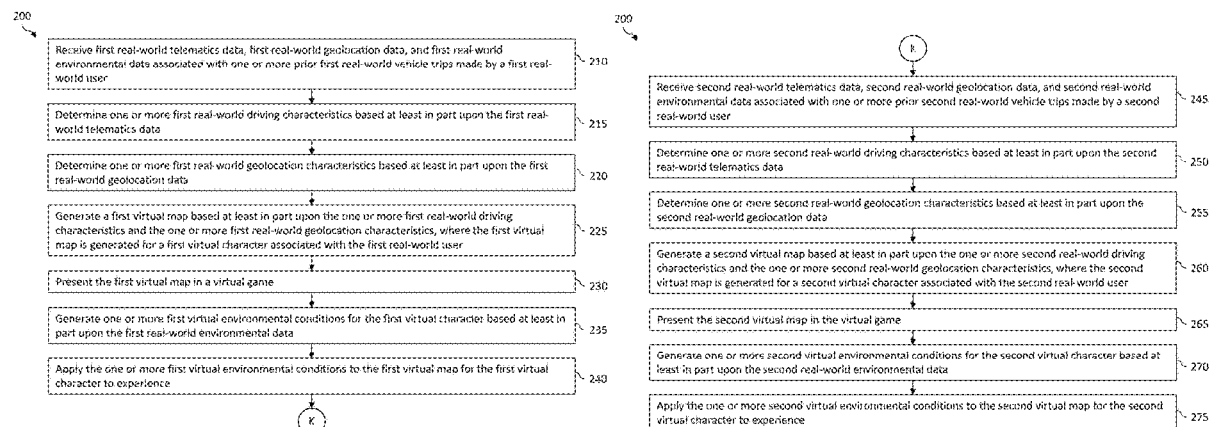 200
Receive first real-world telematics data, first real-world geolocation data, and first real-world
environmental data associated with one or more prior first real-world vehicle trips made by a first real-
world user
210
Determine one or more first real-world driving characteristics based at least in part upon the first real-
world telematics data
215
Determine one or more first real-world geolocation characteristics based at least in part upon the first
real-world geolocation data
220
Generate a first virtual map based at least in part upon the one or more first real-world driving
characteristics and the one or more first real-world geolocation characteristics, where the first virtual
map is generated for a first virtual character associated with the first real-world user
225
Present the first virtual map in a virtual game
230
Generate one or more first virtual environmental conditions for the first virtual character based at least in
part upon the first real-world environmental data
235
Apply the one or more first virtual environmental conditions to the first virtual map for the first virtual
character to experience
240
K
200
K
Receive second real-world telematics data, second real-world geolocation data, and second real-world
environmental data associated with one or more prior second real-world vehicle trips made by a second
real-world user
245
Determine one or more second real-world driving characteristics based at least in part upon the second
real-world telematics data
250
Determine one or more second real-world geolocation characteristics based at least in part upon the
second real-world geolocation data
255
Generate a second virtual map based at least in part upon the one or more second real-world driving
characteristics and the one or more second real-world geolocation characteristics, where the second
virtual map is generated for a second virtual character associated with the second real-world user
260
Present the second virtual map in the virtual game
265
Generate one or more second virtual environmental conditions for the second virtual character based at
least in part upon the second real-world environmental data
270
Apply the one or more second virtual environmental conditions to the second virtual map for the second
virtual character to experience
275